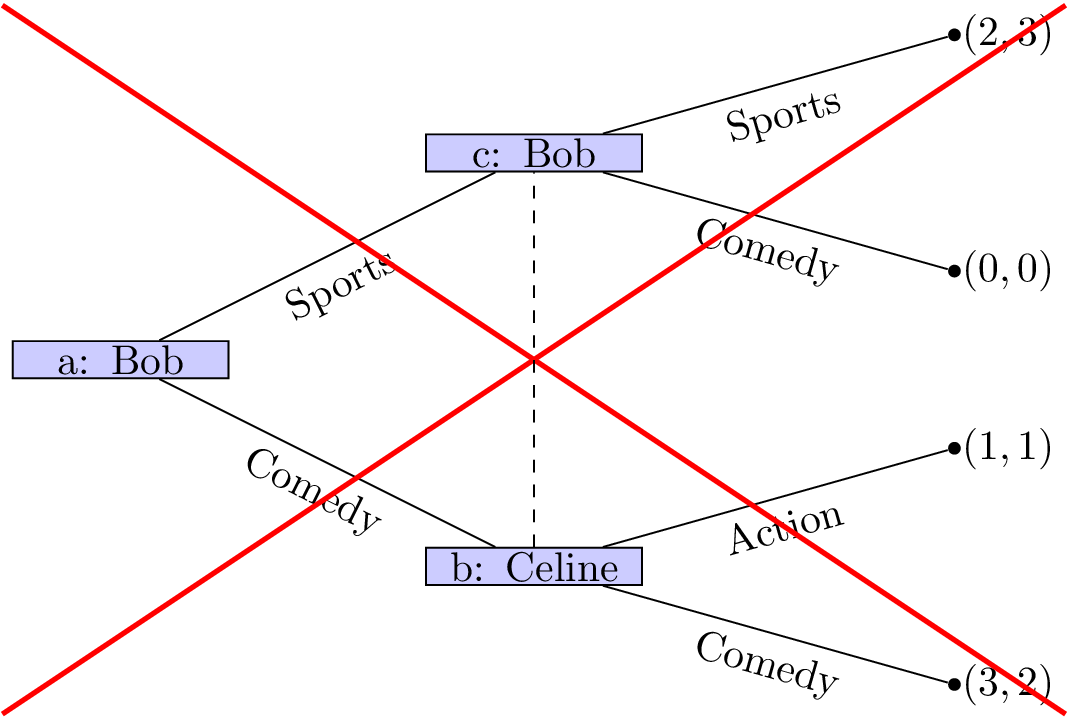 (2, 3)
Sports
c: Bob
Comedy
Sports
(0, 0)
a: Bob
Comedy
(1, 1)
Action
b: Celine
Comedy
(3, 2)